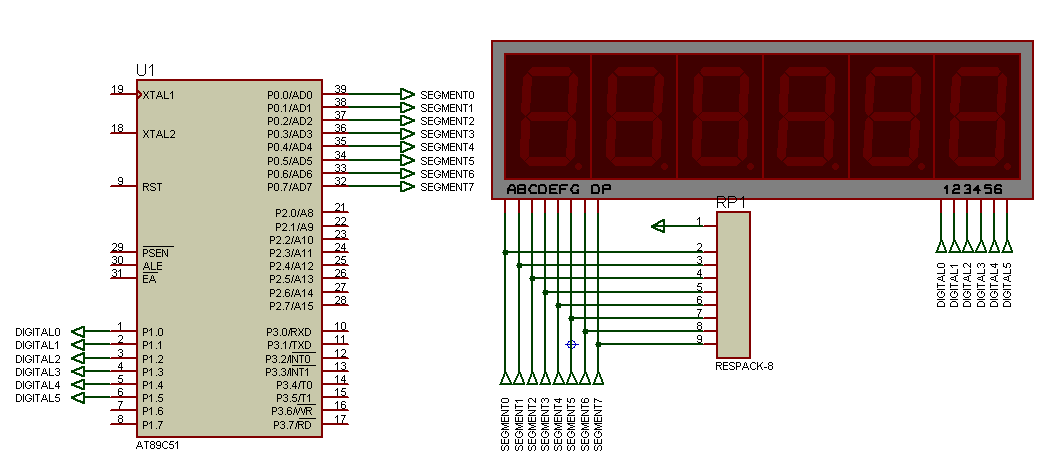 U1
19 XTAL1 P0.0/AD0 39 SEGMENT0
P0.1/AD1 38 SEGMENT1
P0.2/AD2 37 SEGMENT2
18 XTAL2 P0.3/AD3 36 SEGMENT3
P0.4/AD4 35 SEGMENT4
P0.5/AD5 34 SEGMENT5
P0.6/AD6 33 SEGMENT6
9 RST P0.7/AD7 32 SEGMENT7
P2.0/A8 21
P2.1/A9 22
P2.2/A10 23
29 PSEN P2.3/A11 24
30 ALE P2.4/A12 25
31 EA P2.5/A13 26
P2.6/A14 27
P2.7/A15 28
DIGITAL0 1 P1.0 P3.0/RXD 10
DIGITAL1 2 P1.1 P3.1/TXD 11
DIGITAL2 3 P1.2 P3.2/INT0 12
DIGITAL3 4 P1.3 P3.3/INT1 13
DIGITAL4 5 P1.4 P3.4/T0 14
DIGITAL5 6 P1.5 P3.5/T1 15
7 P1.6 P3.6/WR 16
8 P1.7 P3.7/RD 17
AT89C51
ABCDEFG DP 123456
RP1
1
2
3
4
5
6
7
8
9
RESPACK-8
SEGMENT0
SEGMENT1
SEGMENT2
SEGMENT3
SEGMENT4
SEGMENT5
SEGMENT6
SEGMENT7
DIGITAL0
DIGITAL1
DIGITAL2
DIGITAL3
DIGITAL4
DIGITAL5